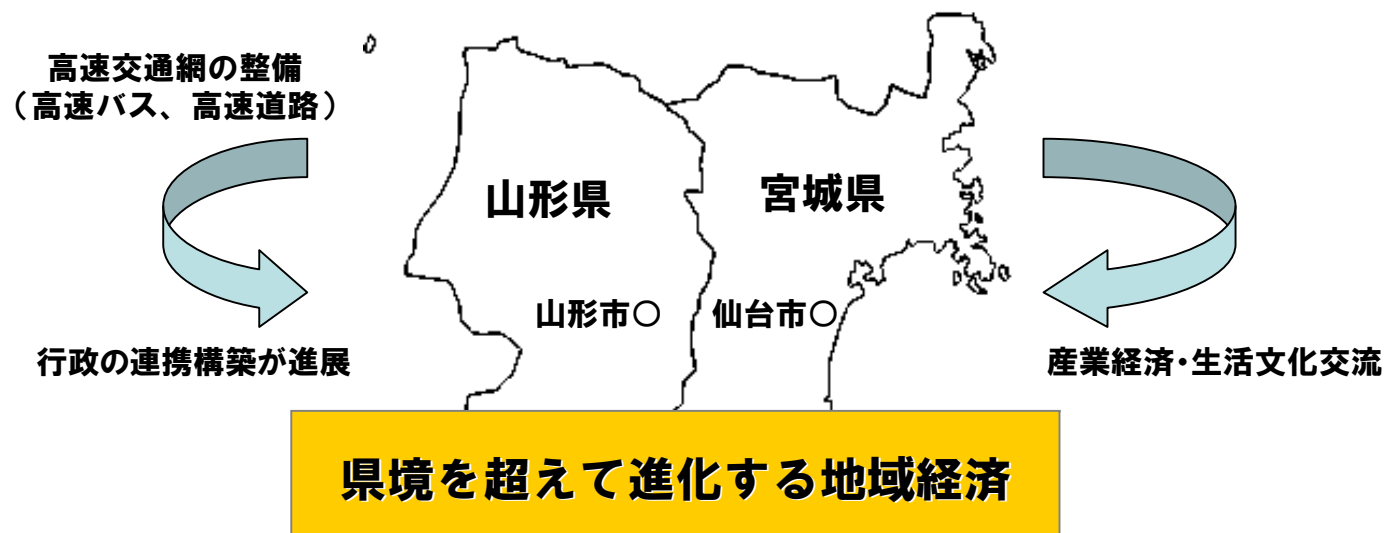 高速交通網の整備
（高速バス、高速道路）
山形県
宮城県
山形市○
仙台市○
行政の連携構築が進展
産業経済・生活文化交流
県境を超えて進化する地域経済